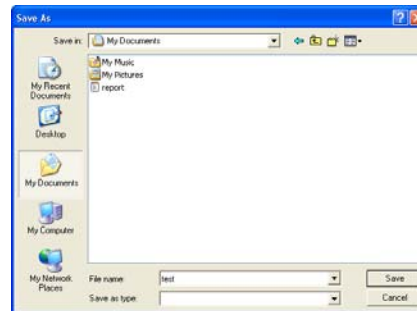 Save As
Save in:
My Documents
My Music
My Pictures
report
My Recent
Documents
Desktop
My Documents
My Computer
My Network
Places
File name:
test
Save
Save as type:
Cancel